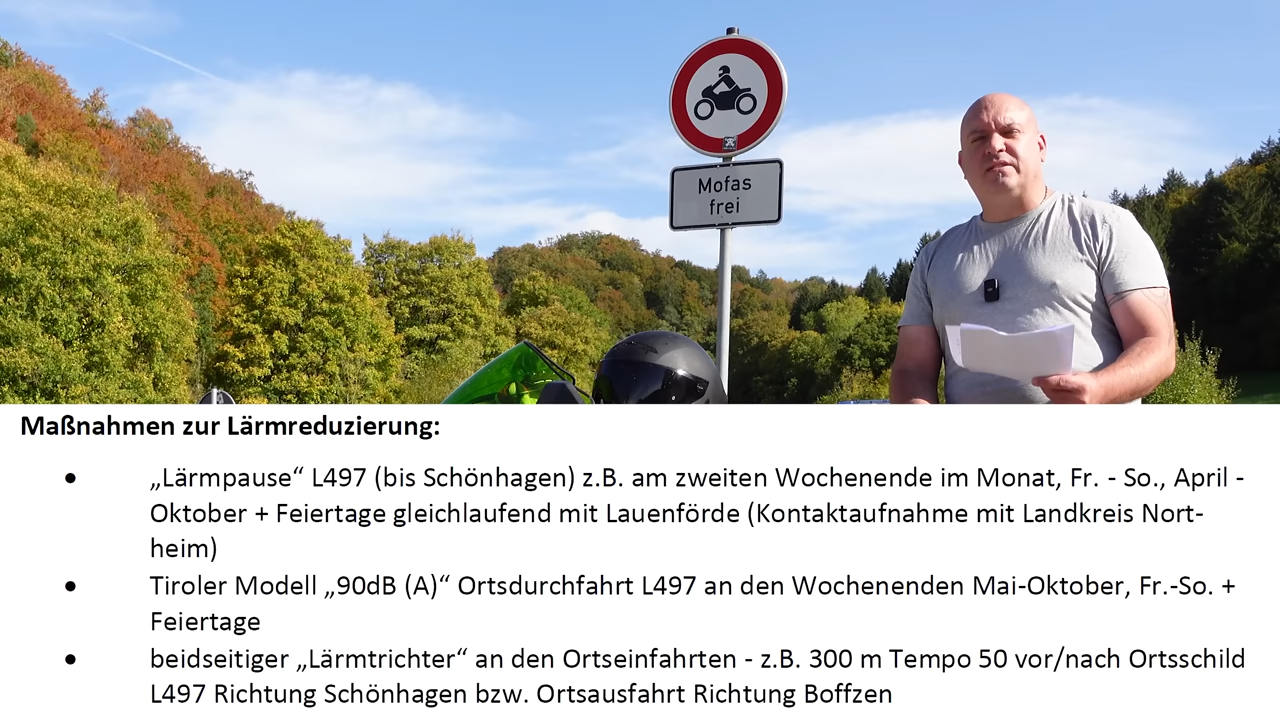 Mofas
frei
Maßnahmen zur Lärmreduzierung:
• „Lärmpause“ L497 (bis Schönhagen) z.B. am zweiten Wochenende im Monat, Fr. - So., April -
Oktober + Feiertage gleichlaufend mit Lauenförde (Kontaktaufnahme mit Landkreis Nort-
heim)
• Tiroler Modell „90dB (A)“ Ortsdurchfahrt L497 an den Wochenenden Mai-Oktober, Fr.-So. +
Feiertage
• beidseitiger „Lärmtrichter“ an den Ortseinfahrten - z.B. 300 m Tempo 50 vor/nach Ortsschild
L497 Richtung Schönhagen bzw. Ortsausfahrt Richtung Boffzen